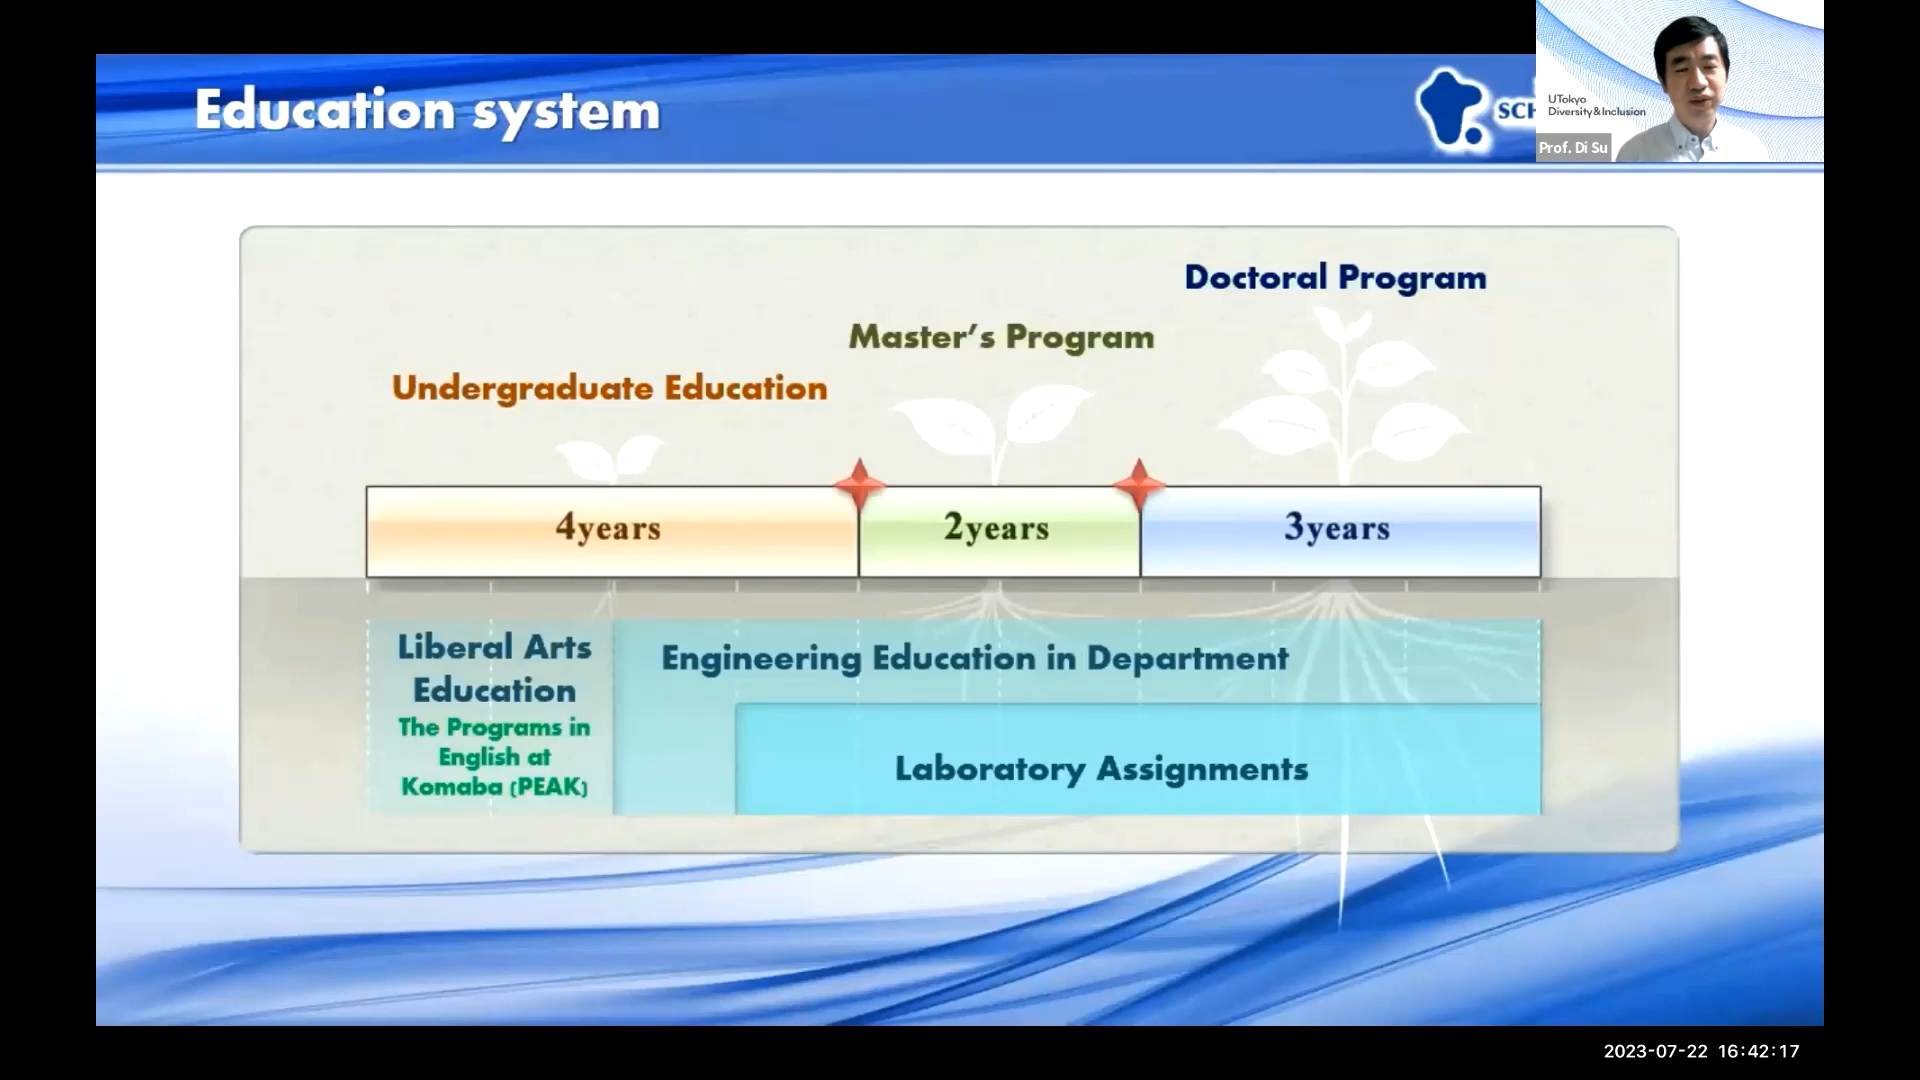 Education system
SCH
UTokyo
Diversity&Inclusion
Prof. Di Su
Doctoral Program
Master's Program
Undergraduate Education
4years
2years
3years
Liberal Arts
Education
The Programs in
English at
Komaba (PEAK)
Engineering Education in Department
Laboratory Assignments
2023-07-22 16:42:17